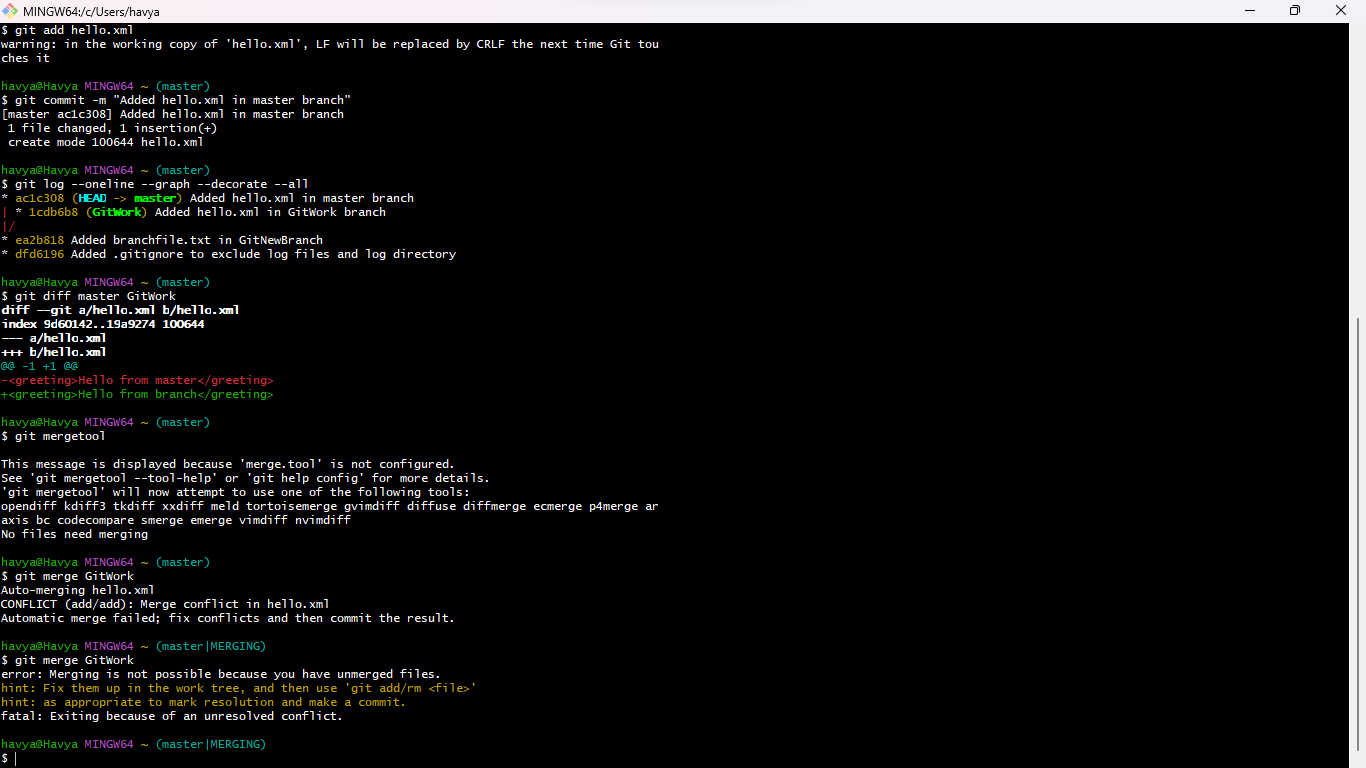 MINGW64:/c/Users/havya
$ git add hello.xml
warning: in the working copy of 'hello.xml', LF will be replaced by CRLF the next time Git tou
ches it
havya@Havya MINGW64 ~ (master)
$ git commit -m "Added hello.xml in master branch"
[master ac1c308] Added hello.xml in master branch
 1 file changed, 1 insertion(+)
 create mode 100644 hello.xml
havya@Havya MINGW64 ~ (master)
$ git log --oneline --graph --decorate --all
* ac1c308 (HEAD -> master) Added hello.xml in master branch
| * 1cdb6b8 (GitWork) Added hello.xml in GitWork branch
|/
* ea2b818 Added branchfile.txt in GitNewBranch
* dfd6196 Added .gitignore to exclude log files and log directory
havya@Havya MINGW64 ~ (master)
$ git diff master GitWork
diff --git a/hello.xml b/hello.xml
index 9d60142..19a9274 100644
--- a/hello.xml
+++ b/hello.xml
@@ -1 +1 @@
-<greeting>Hello from master</greeting>
+<greeting>Hello from branch</greeting>
havya@Havya MINGW64 ~ (master)
$ git mergetool
This message is displayed because 'merge.tool' is not configured.
See 'git mergetool --tool-help' or 'git help config' for more details.
'git mergetool' will now attempt to use one of the following tools:
opendiff kdiff3 tkdiff xxdiff meld tortoisemerge gvimdiff diffuse diffmerge ecmerge p4merge ar
axis bc codecompare smerge emerge vimdiff nvimdiff
No files need merging
havya@Havya MINGW64 ~ (master)
$ git merge GitWork
Auto-merging hello.xml
CONFLICT (add/add): Merge conflict in hello.xml
Automatic merge failed; fix conflicts and then commit the result.
havya@Havya MINGW64 ~ (master|MERGING)
$ git merge GitWork
error: Merging is not possible because you have unmerged files.
hint: Fix them up in the work tree, and then use 'git add/rm <file>'
hint: as appropriate to mark resolution and make a commit.
fatal: Exiting because of an unresolved conflict.
havya@Havya MINGW64 ~ (master|MERGING)
$